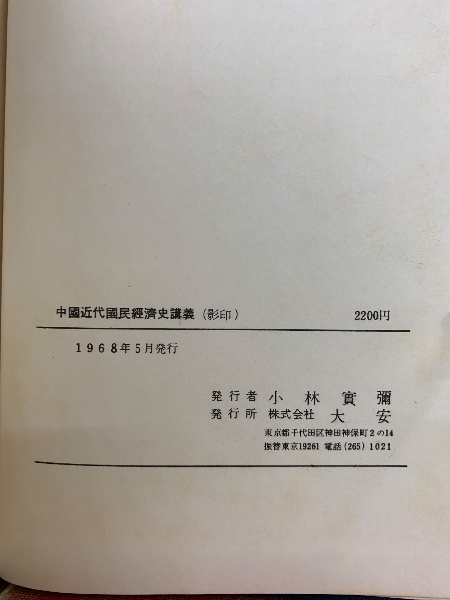 中國近代國民經濟史講義（影印） 2200円
1968年5月発行
発行者 小林實彌
発行所 株式会社 大安
東京都千代田区神田神保町2の14
振替東京19261 電話(265)1021